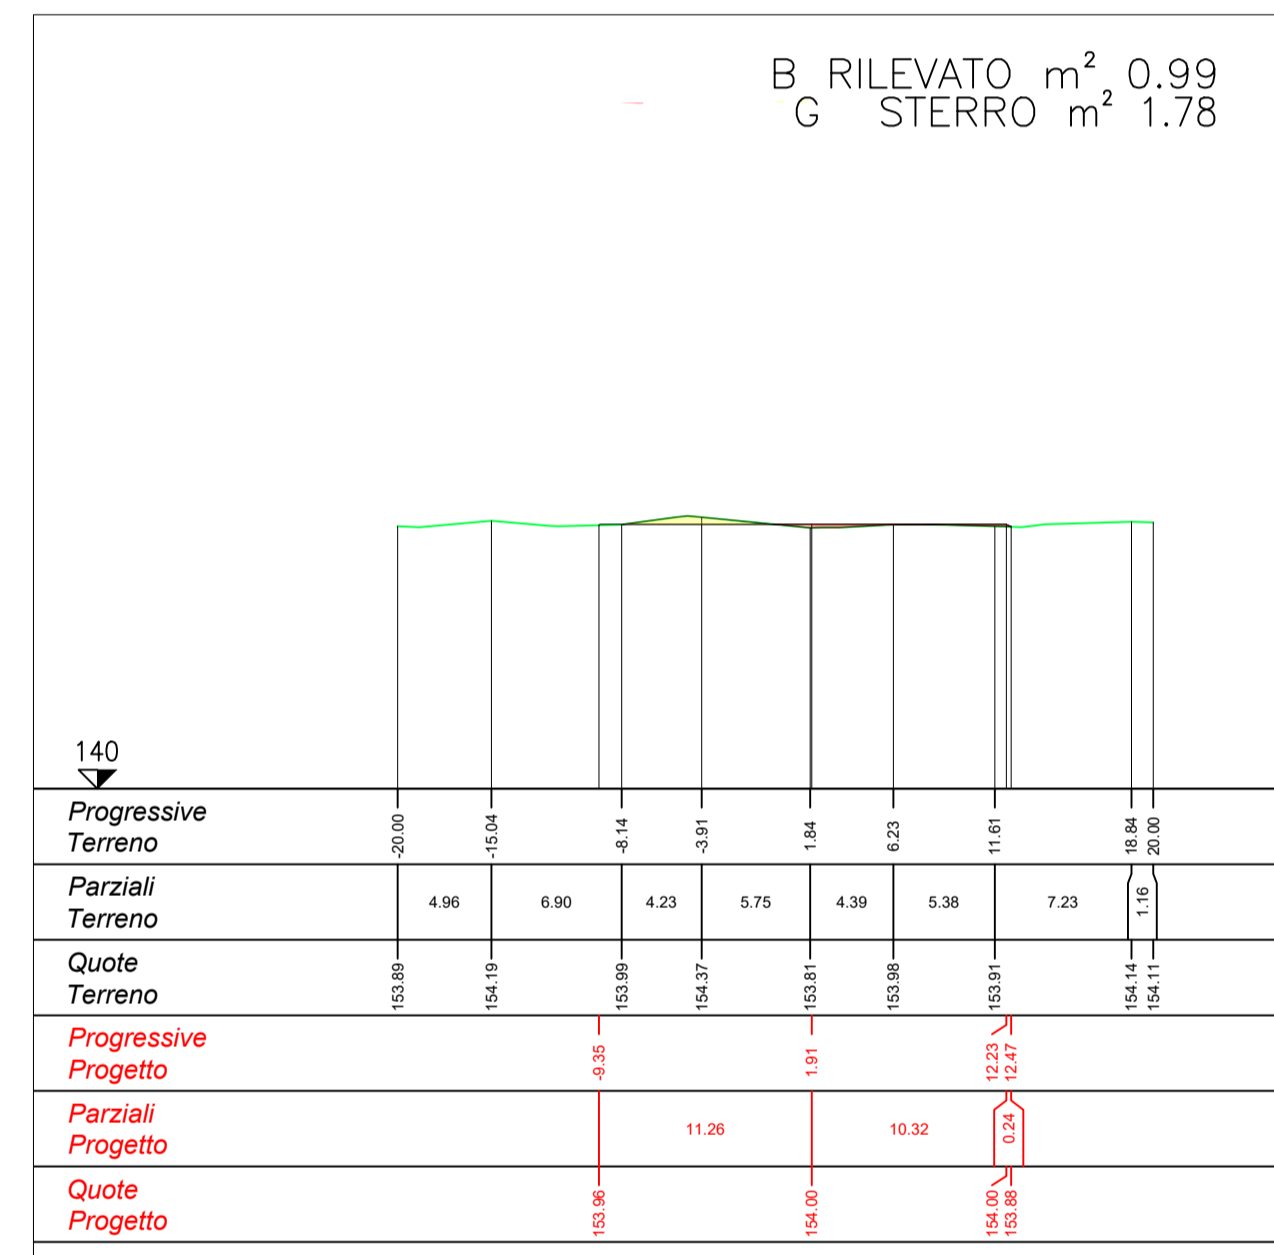 B RILEVATO m² 0.99
G STERRO m² 1.78
140
Progressive
Terreno
-20.00 -15.04 -8.14 -3.91 1.84 6.23 11.61 18.84 20.00
Parziali
Terreno
4.96 6.90 4.23 5.75 4.39 5.38 7.23 1.16
Quote
Terreno
153.89 154.19 153.99 154.37 153.81 153.98 153.91 154.14 154.11
Progressive
Progetto
-9.35 1.91 12.23 12.47
Parziali
Progetto
11.26 10.32 0.24
Quote
Progetto
153.96 154.00 154.00 153.88